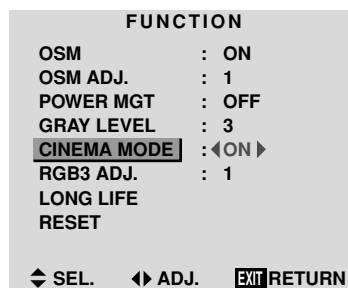 FUNCTION
OSM : ON
OSM ADJ. : 1
POWER MGT : OFF
GRAY LEVEL : 3
CINEMA MODE : ON
RGB3 ADJ. : 1
LONG LIFE
RESET
SEL. ADJ. EXIT RETURN